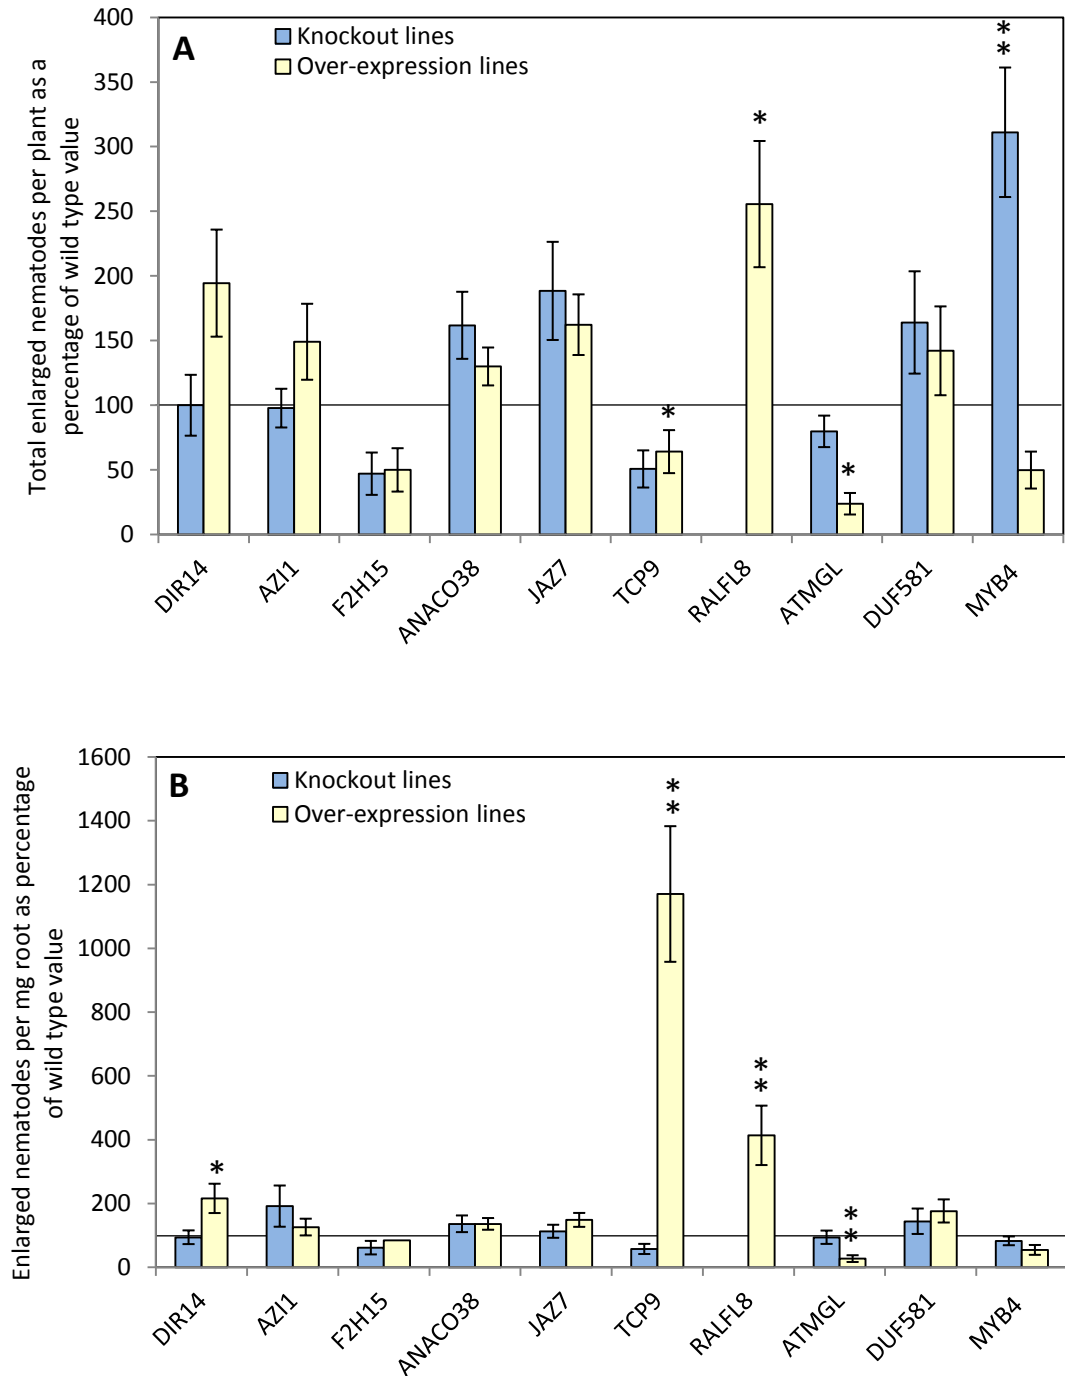 A
Knockout lines
Over-expression lines
Total enlarged nematodes per plant as a
percentage of wild type value
400
350
300
250
200
150
100
50
0
*
*
*
*
*
DIR14
AZI1
F2H15
ANACO38
JAZ7
TCP9
RALFL8
ATMGL
DUF581
MYB4
B
Knockout lines
Over-expression lines
Enlarged nematodes per mg root as percentage
of wild type value
1600
1400
1200
1000
800
600
400
200
0
*
*
*
*
*
*
*
DIR14
AZI1
F2H15
ANACO38
JAZ7
TCP9
RALFL8
ATMGL
DUF581
MYB4